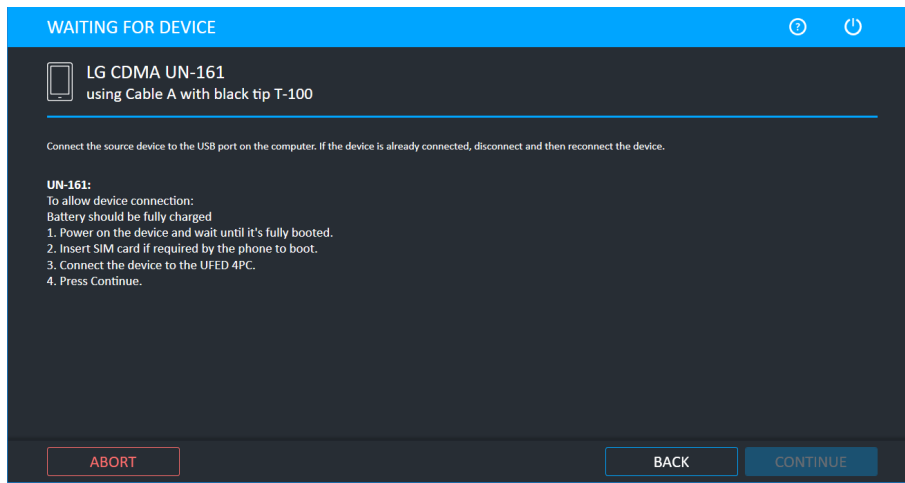 WAITING FOR DEVICE
LG CDMA UN-161
using Cable A with black tip T-100
Connect the source device to the USB port on the computer. If the device is already connected, disconnect and then reconnect the device.
UN-161:
To allow device connection:
Battery should be fully charged
1. Power on the device and wait until it's fully booted.
2. Insert SIM card if required by the phone to boot.
3. Connect the device to the UFED 4PC.
4. Press Continue.
ABORT
BACK
CONTINUE